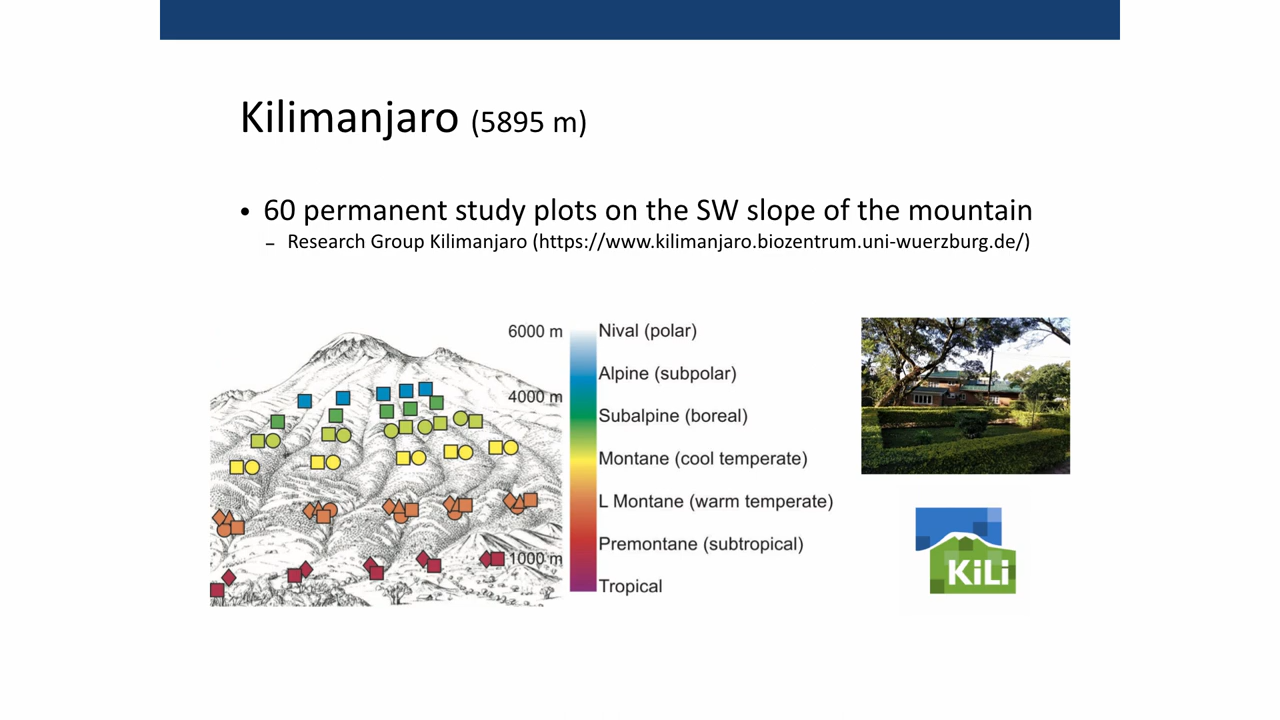 Kilimanjaro (5895 m)
• 60 permanent study plots on the SW slope of the mountain
– Research Group Kilimanjaro (https://www.kilimanjaro.biozentrum.uni-wuerzburg.de/)
6000 m
4000 m
1000 m
Nival (polar)
Alpine (subpolar)
Subalpine (boreal)
Montane (cool temperate)
L Montane (warm temperate)
Premontane (subtropical)
Tropical
KiLi